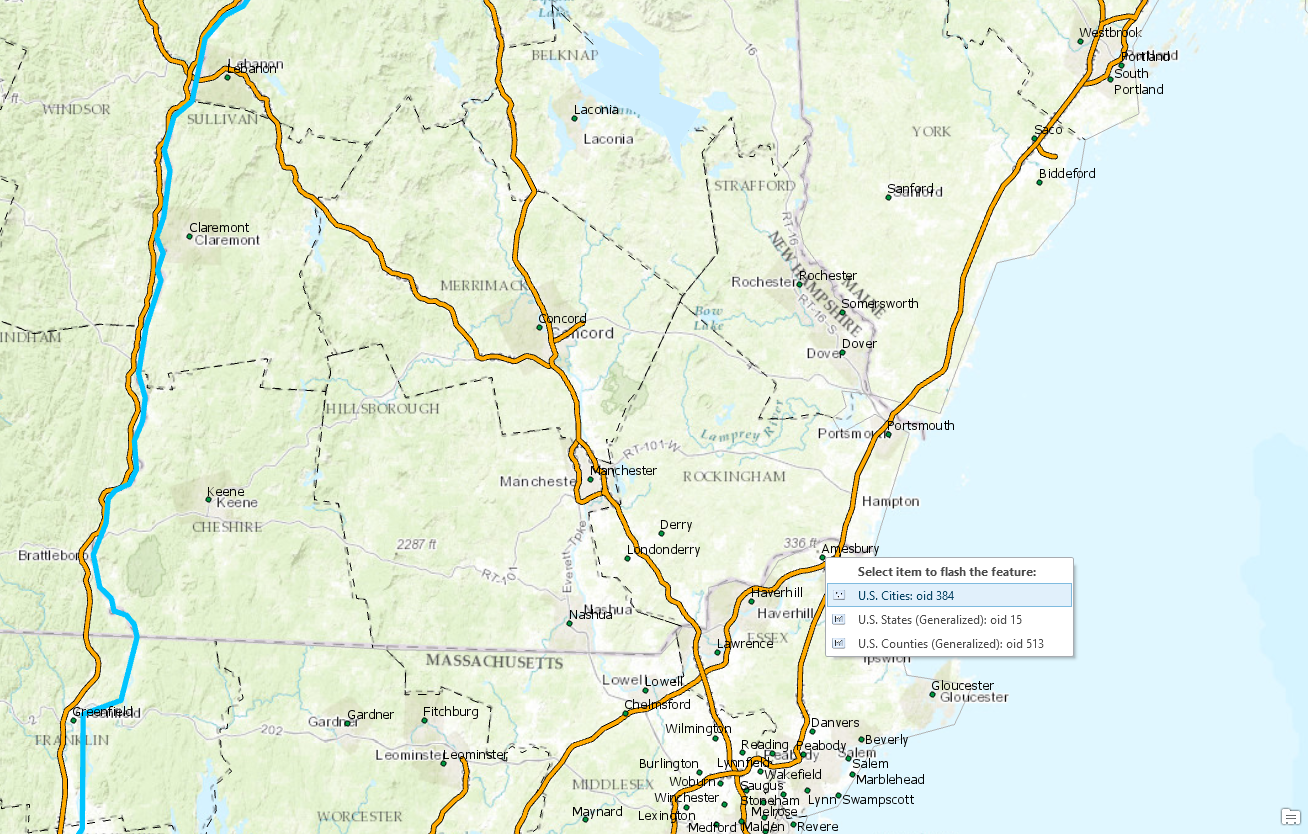 Westbrook
BELKNAP
16
Portland
Lebanon
Lebanon
South
Portland
WINDSOR
Laconia
SULLIVAN
Laconia
YORK
Saco
Biddeford
STRAFFORD
Sanford
Sanford
RT-16
Claremont
Claremont
NEW HAMPSHIRE
MAINE
Rochester
Rochester
MERRIMACK
RT-16-S
Somersworth
Bow
Lake
Concord
Concord
Dover
Dover
HILLSBOROUGH
Lamprey River
Portsmouth
RT-101-W
Manchester
ROCKINGHAM
Keene
Keene
Hampton
CHESHIRE
Derry
2287 ft
336 ft
Amesbury
Londonderry
Brattleboro
Everett-Tpke
RT-101
Select item to flash the feature:
U.S. Cities: oid 384
U.S. States (Generalized): oid 15
U.S. Counties (Generalized): oid 513
Haverhill
Haverhill
Nashua
Nashua
ESSEX
Lawrence
MASSACHUSETTS
Ipswich
Lowell
Lowell
Gloucester
Gloucester
Chelmsford
Greenfield
Gardner
Gardner
Fitchburg
202
FRANKLIN
Wilmington
Danvers
Beverly
Reading
Peabody
Peabody
Salem
Salem
Leominster
Leominster
Burlington
Lynnfield
Wakefield
Marblehead
Woburn
Saugus
MIDDLESEX
Winchester
Stoneham
Lynn
Swampscott
Maynard
Lexington
Melrose
WORCESTER
Medford
Malden
Revere